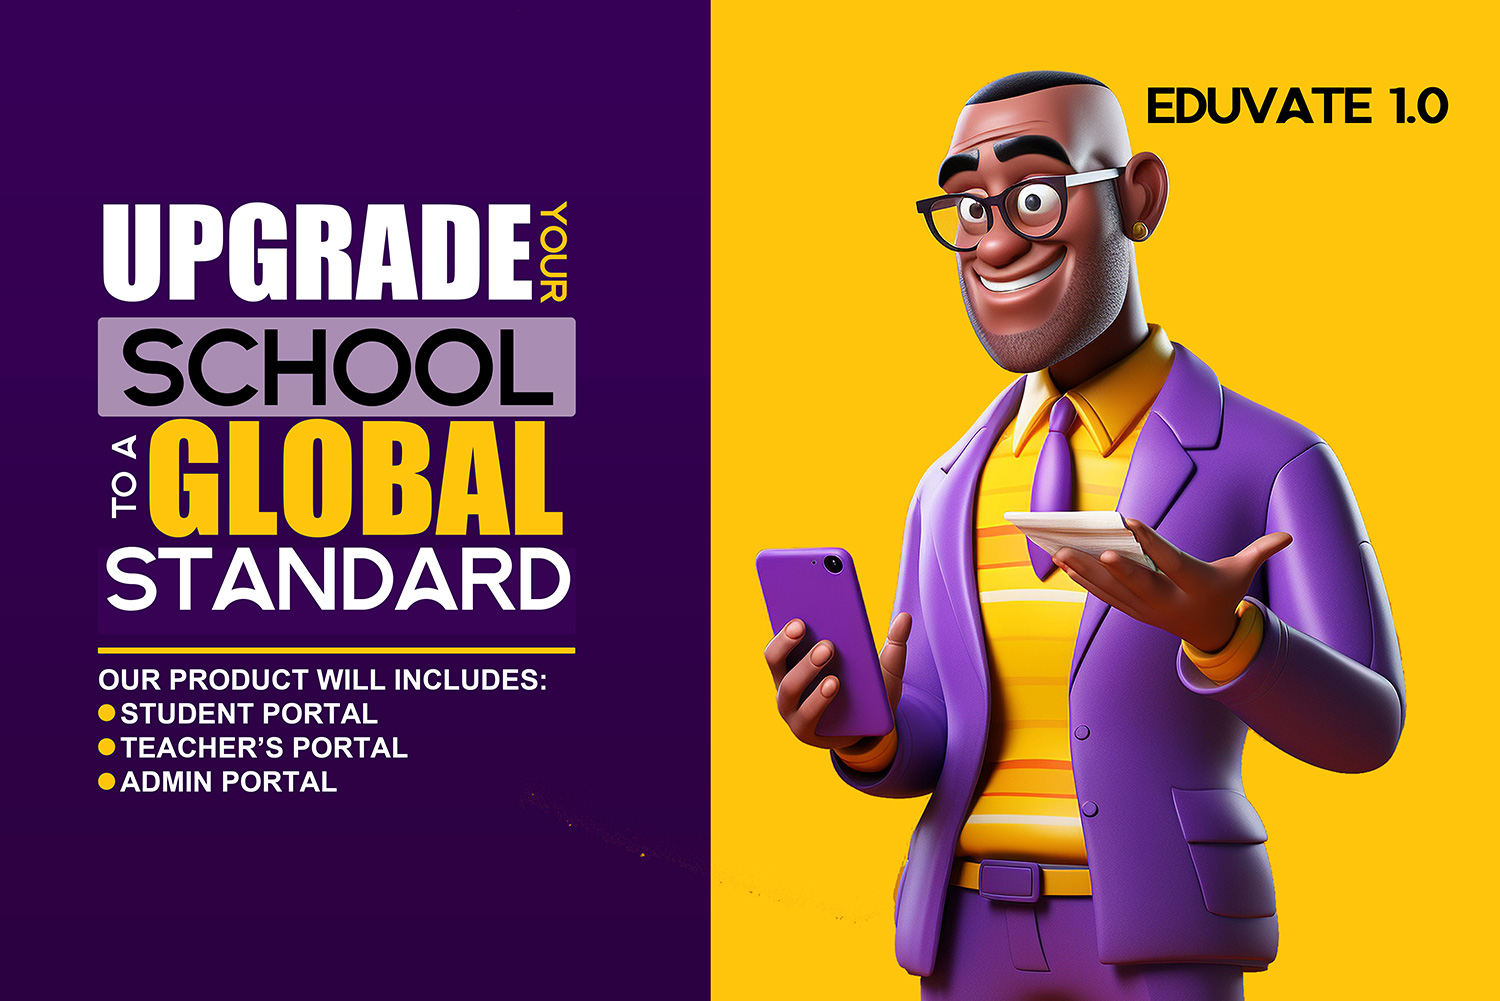 UPGRADE YOUR
SCHOOL
TO A GLOBAL
STANDARD
OUR PRODUCT WILL INCLUDES:
STUDENT PORTAL
TEACHER’S PORTAL
ADMIN PORTAL
EDUVATE 1.0